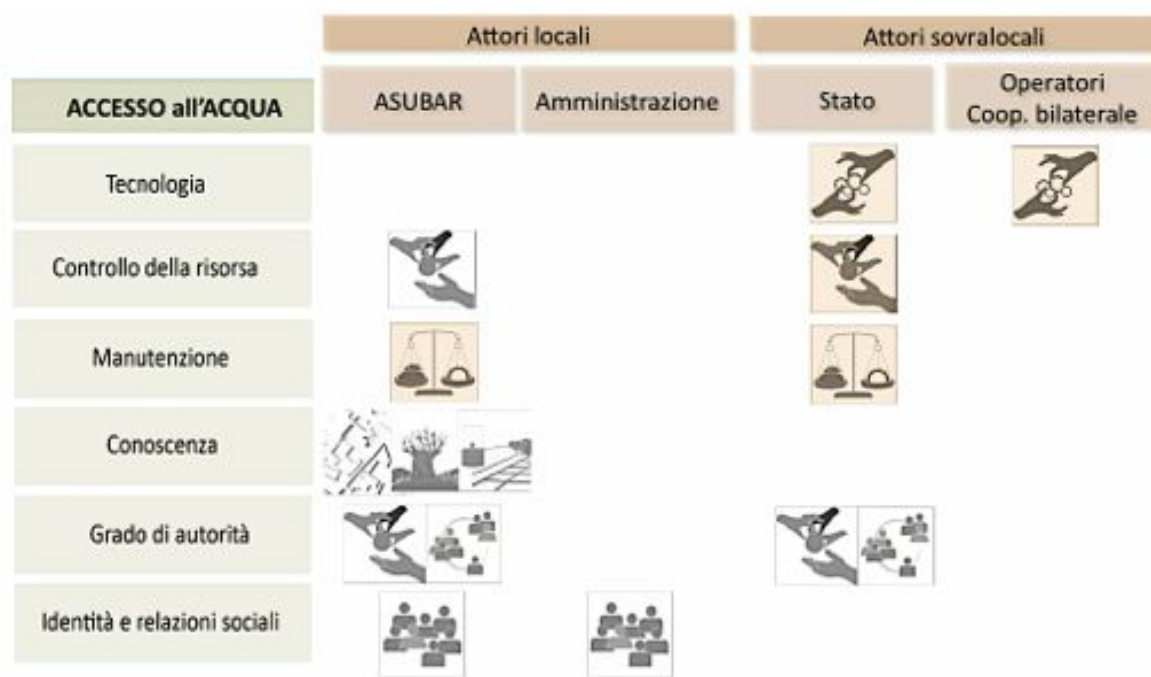 Attori locali
Attori sovralocali
ACCESSO all'ACQUA
ASUBAR
Amministrazione
Stato
Operatori
Coop. bilaterale
Tecnologia
Controllo della risorsa
Manutenzione
Conoscenza
Grado di autorità
Identità e relazioni sociali